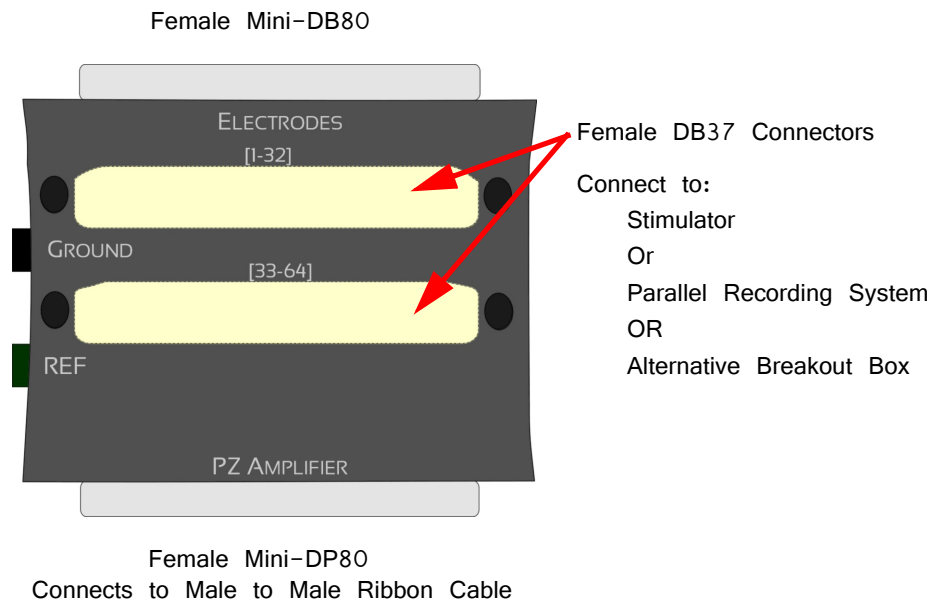 Female Mini-DB80
ELECTRODES
[1-32]
GROUND
[33-64]
REF
PZ AMPLIFIER
Female DB37 Connectors
Connect to:
Stimulator
Or
Parallel Recording System
OR
Alternative Breakout Box
Female Mini-DP80
Connects to Male to Male Ribbon Cable